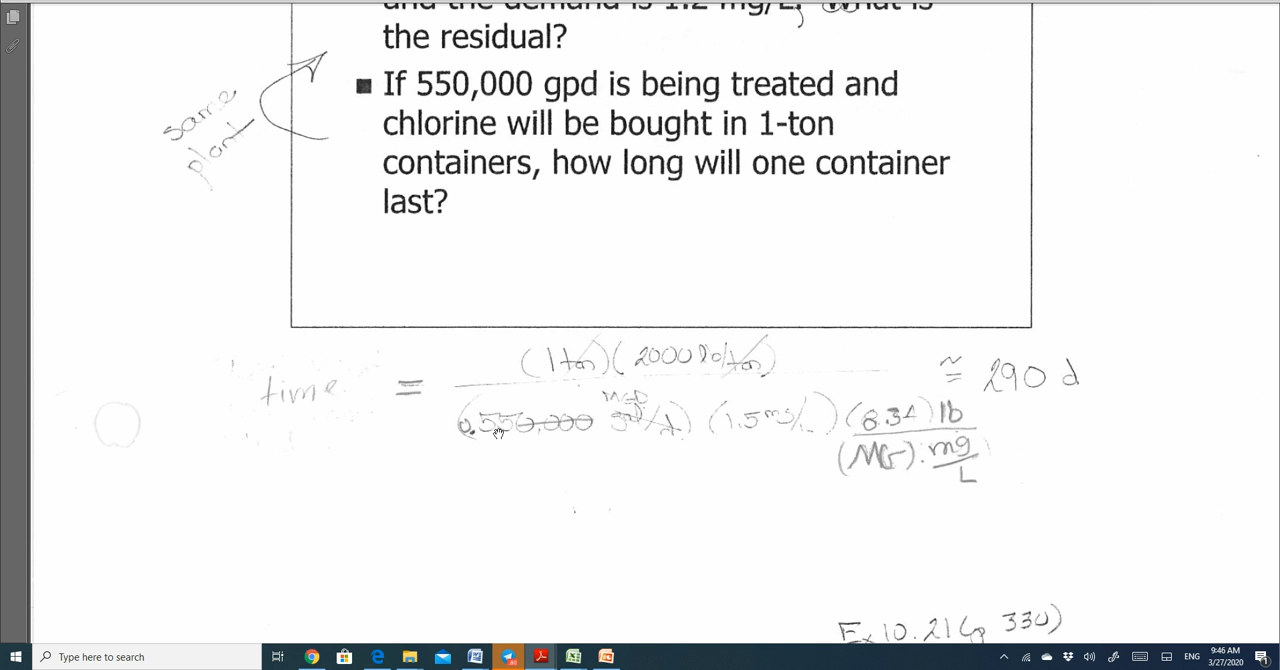 the residual?
■ If 550,000 gpd is being treated and
chlorine will be bought in 1-ton
containers, how long will one container
last?
same
plant
time = (1 ton)(2000 lb/ton) ≈ 290 d
(0.550,000 MGD gal/d) (1.5 mg/L) (8.34) lb
(MG). mg
L
Ex 10.21 (p 330)
Type here to search
ENG
9:46 AM
3/27/2020